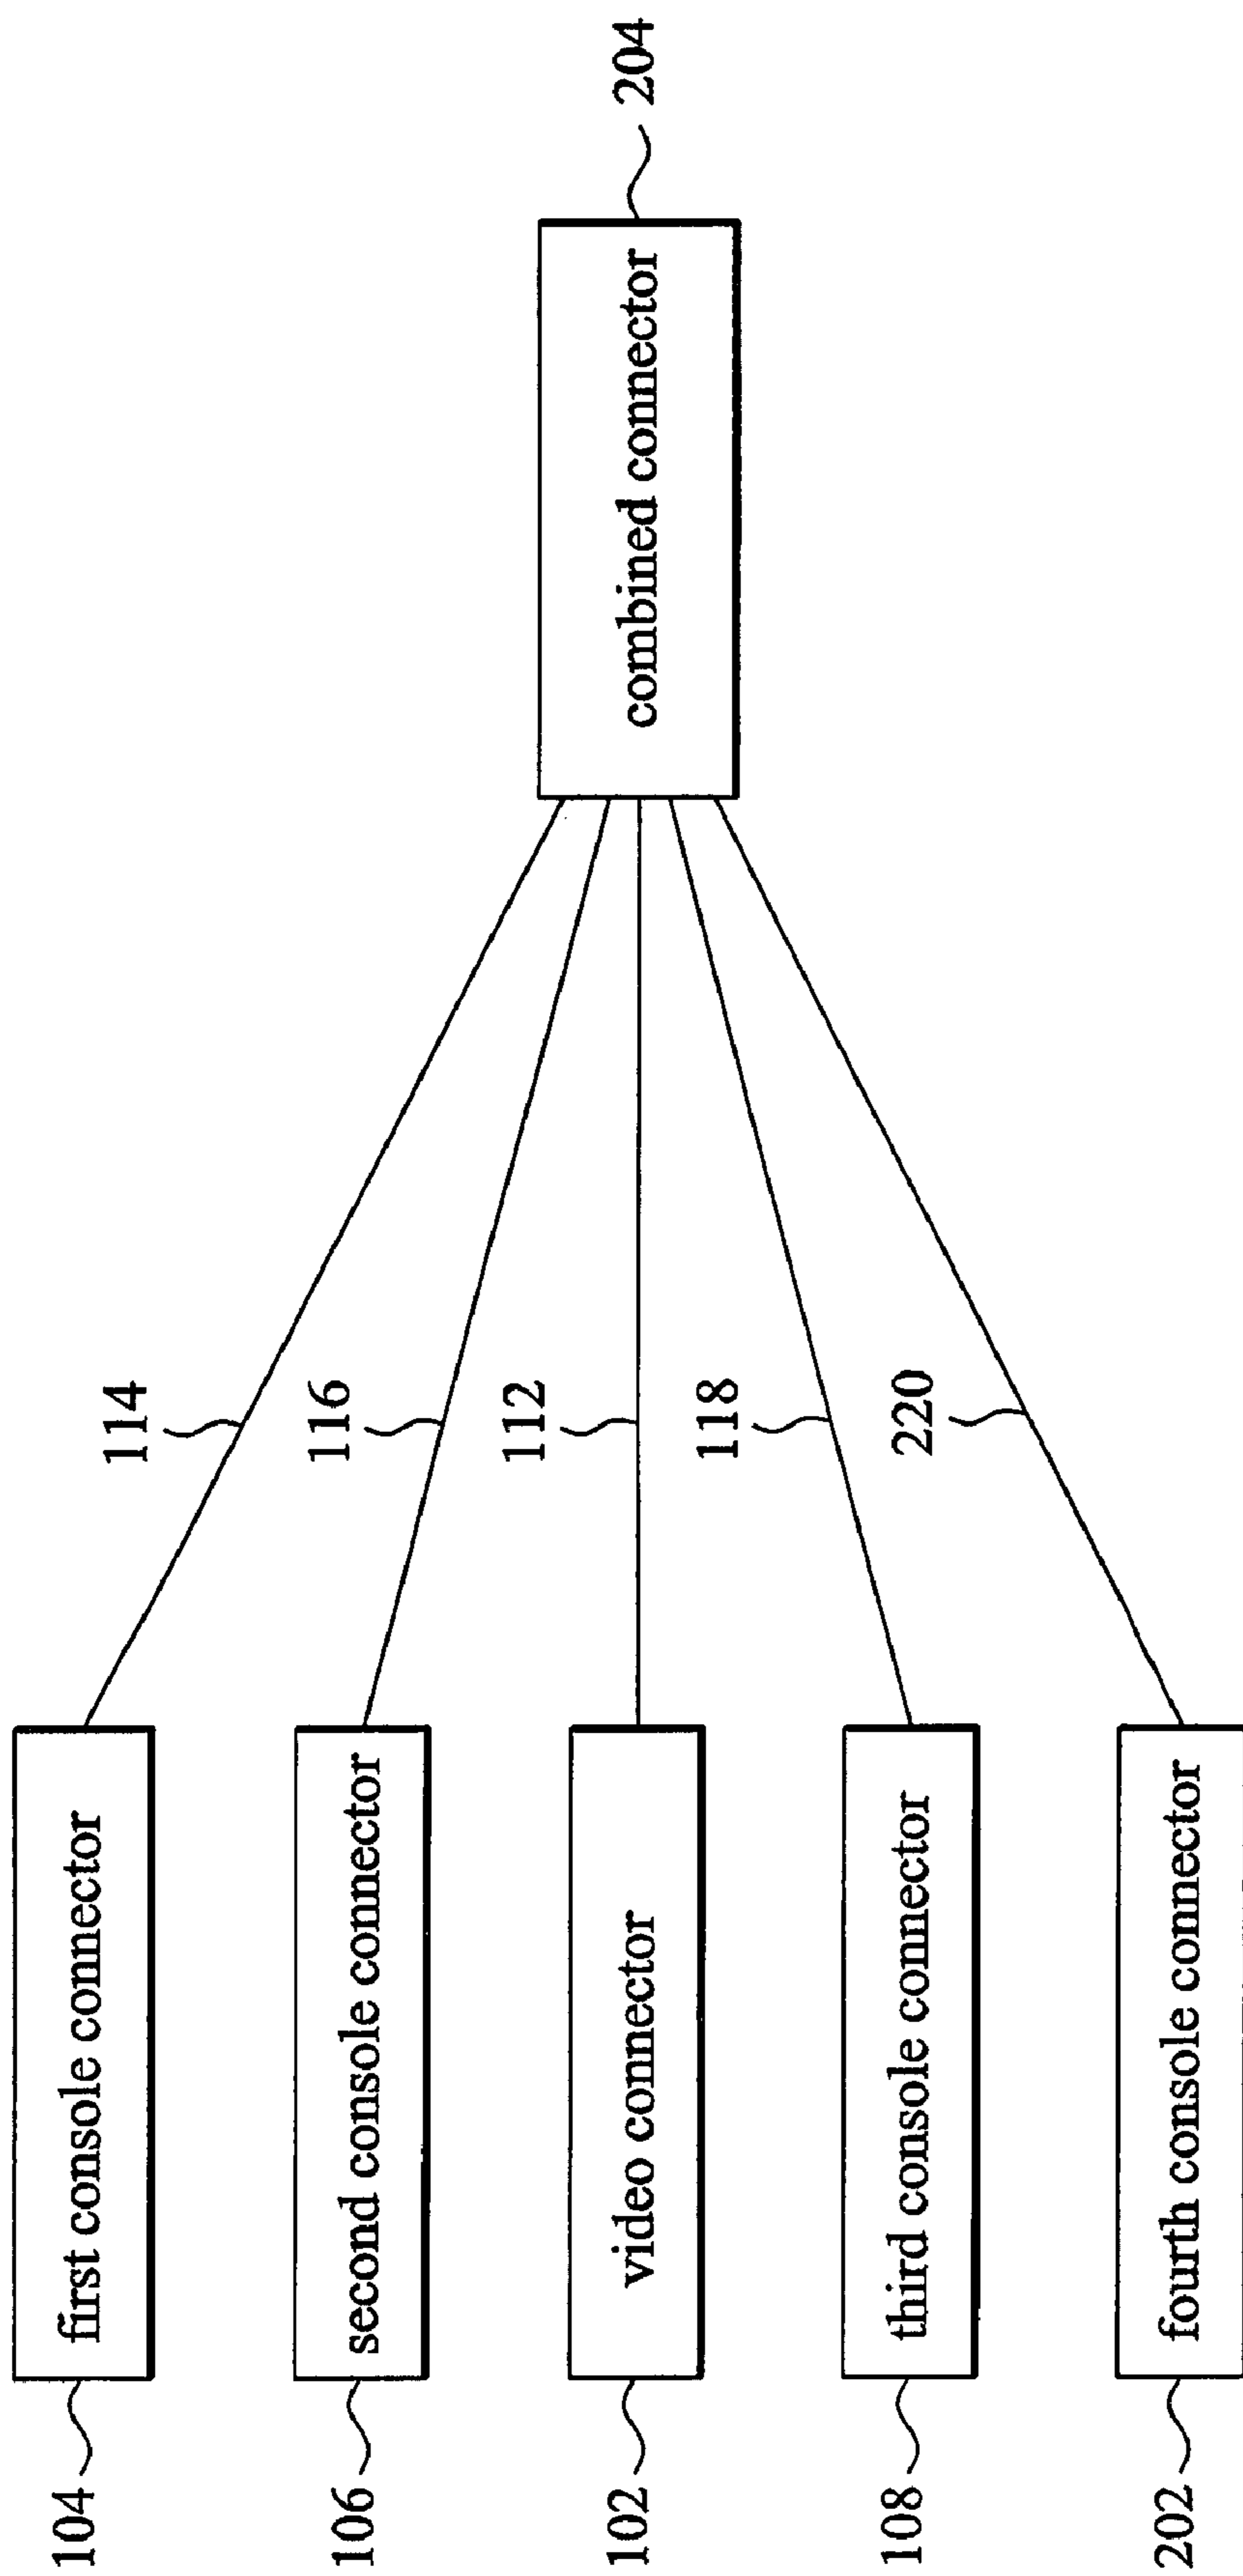 104
first console connector
114
106
second console connector
116
102
video connector
112
combined connector
204
108
third console connector
118
202
fourth console connector
220